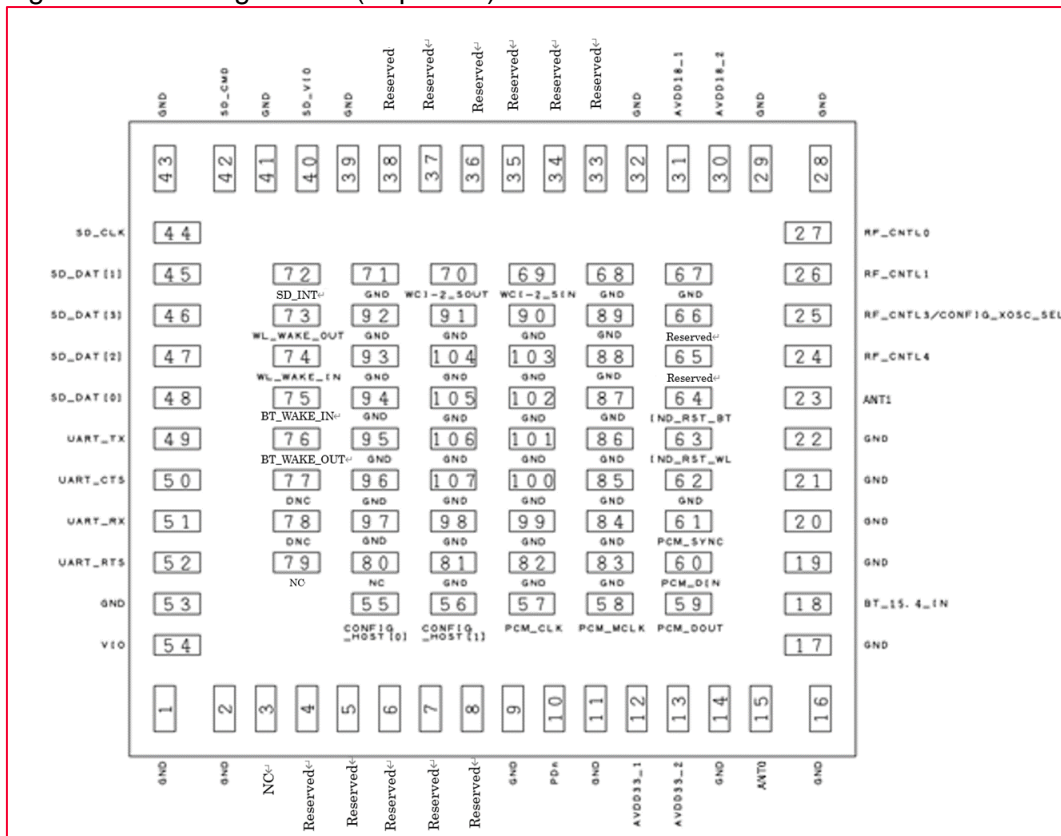 GND SD_CMD GND SD_VIO GND Reserved Reserved Reserved Reserved Reserved Reserved GND AVDD18_1 AVDD18_2 GND GND
43 42 41 40 39 38 37 36 35 34 33 32 31 30 29 28
SD_CLK 44 27 RF_CNTL0
SD_DAT[1] 45 72 71 70 69 68 67 26 RF_CNTL1
SD_INT GND WCI-2_SOUT WCI-2_SIN GND GND
SD_DAT[3] 46 73 92 91 90 89 66 25 RF_CNTL3/CONFIG_XOSC_SEL
WL_WAKE_OUT GND GND GND GND Reserved
SD_DAT[2] 47 74 93 104 103 88 65 24 RF_CNTL4
WL_WAKE_IN GND GND GND GND Reserved
SD_DAT[0] 48 75 94 105 102 87 64 23 ANT1
BT_WAKE_IN GND GND GND GND IND_RST_BT
UART_TX 49 76 95 106 101 86 63 22 GND
BT_WAKE_OUT GND GND GND GND IND_RST_WL
UART_CTS 50 77 96 107 100 85 62 21 GND
DNC GND GND GND GND GND
UART_RX 51 78 97 98 99 84 61 20 GND
DNC GND GND GND GND PCM_SYNC
UART_RTS 52 79 80 81 82 83 60 19 GND
NC NC GND GND GND PCM_DIN
GND 53 55 56 57 58 59 18 BT_15.4_IN
CONFIG_HOST[0] CONFIG_HOST[1] PCM_CLK PCM_MCLK PCM_DOUT
VIO 54 17 GND
1 2 3 4 5 6 7 8 9 10 11 12 13 14 15 16
GND GND NC Reserved Reserved Reserved Reserved Reserved GND PDn GND AVDD33_1 AVDD33_2 GND ANT0 GND